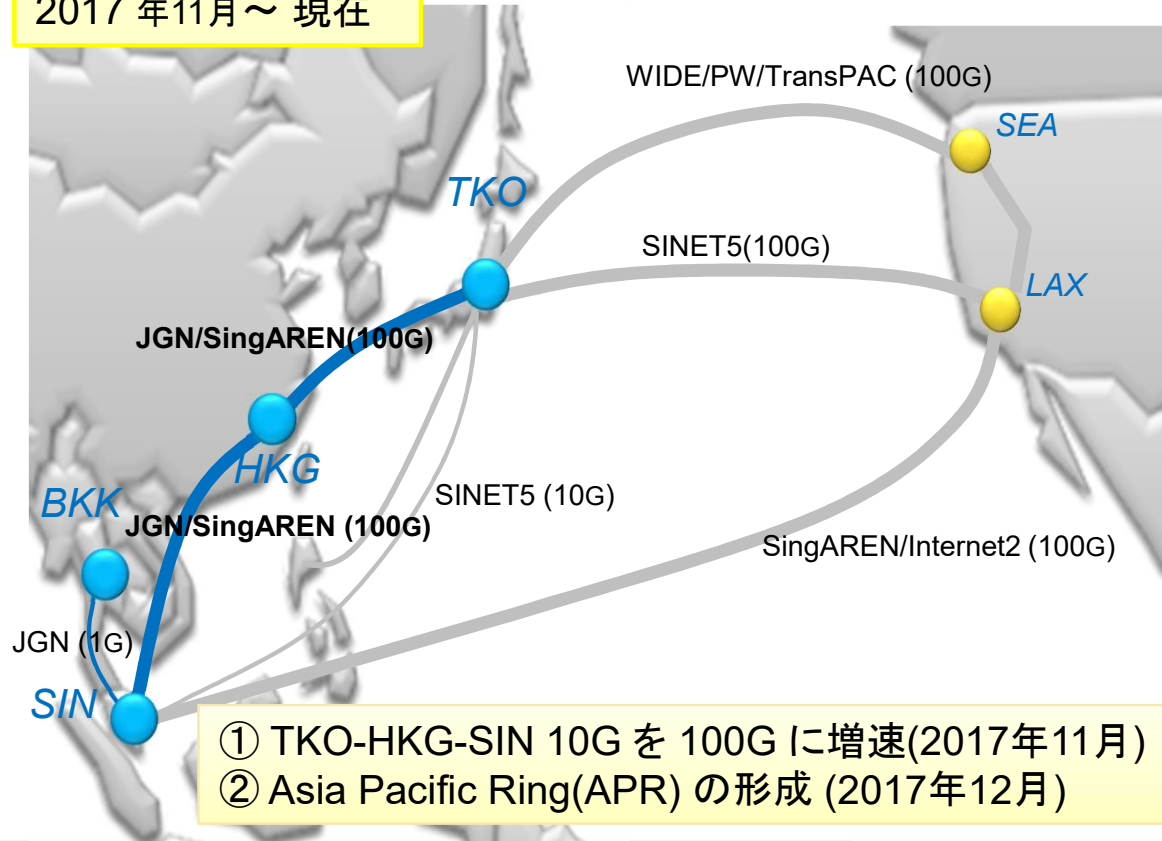 2017 年11月～ 現在
WIDE/PW/TransPAC (100G)
SEA
TKO
SINET5(100G)
LAX
JGN/SingAREN(100G)
HKG
BKK
SINET5 (10G)
JGN/SingAREN (100G)
SingAREN/Internet2 (100G)
JGN (1G)
SIN
① TKO-HKG-SIN 10G を 100G に増速(2017年11月)
② Asia Pacific Ring(APR) の形成 (2017年12月)